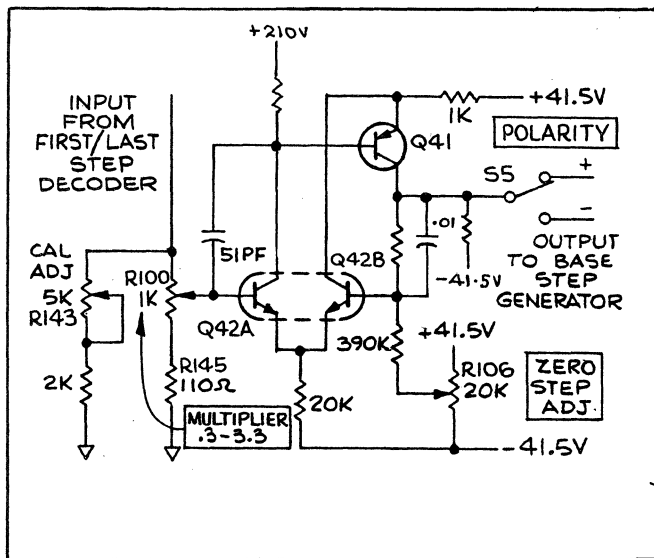 +210V
INPUT
FROM
FIRST/LAST
STEP
DECODER
+41.5V
1K
Q41
POLARITY
S5
+
-
.01
-41.5V
OUTPUT
TO BASE
STEP
GENERATOR
51PF
Q42B
CAL
ADJ
5K
R143
R100
1K
Q42A
390K
+41.5V
R106
20K
ZERO
STEP
ADJ.
2K
R145
110Ω
MULTIPLIER
.3-3.3
20K
-41.5V